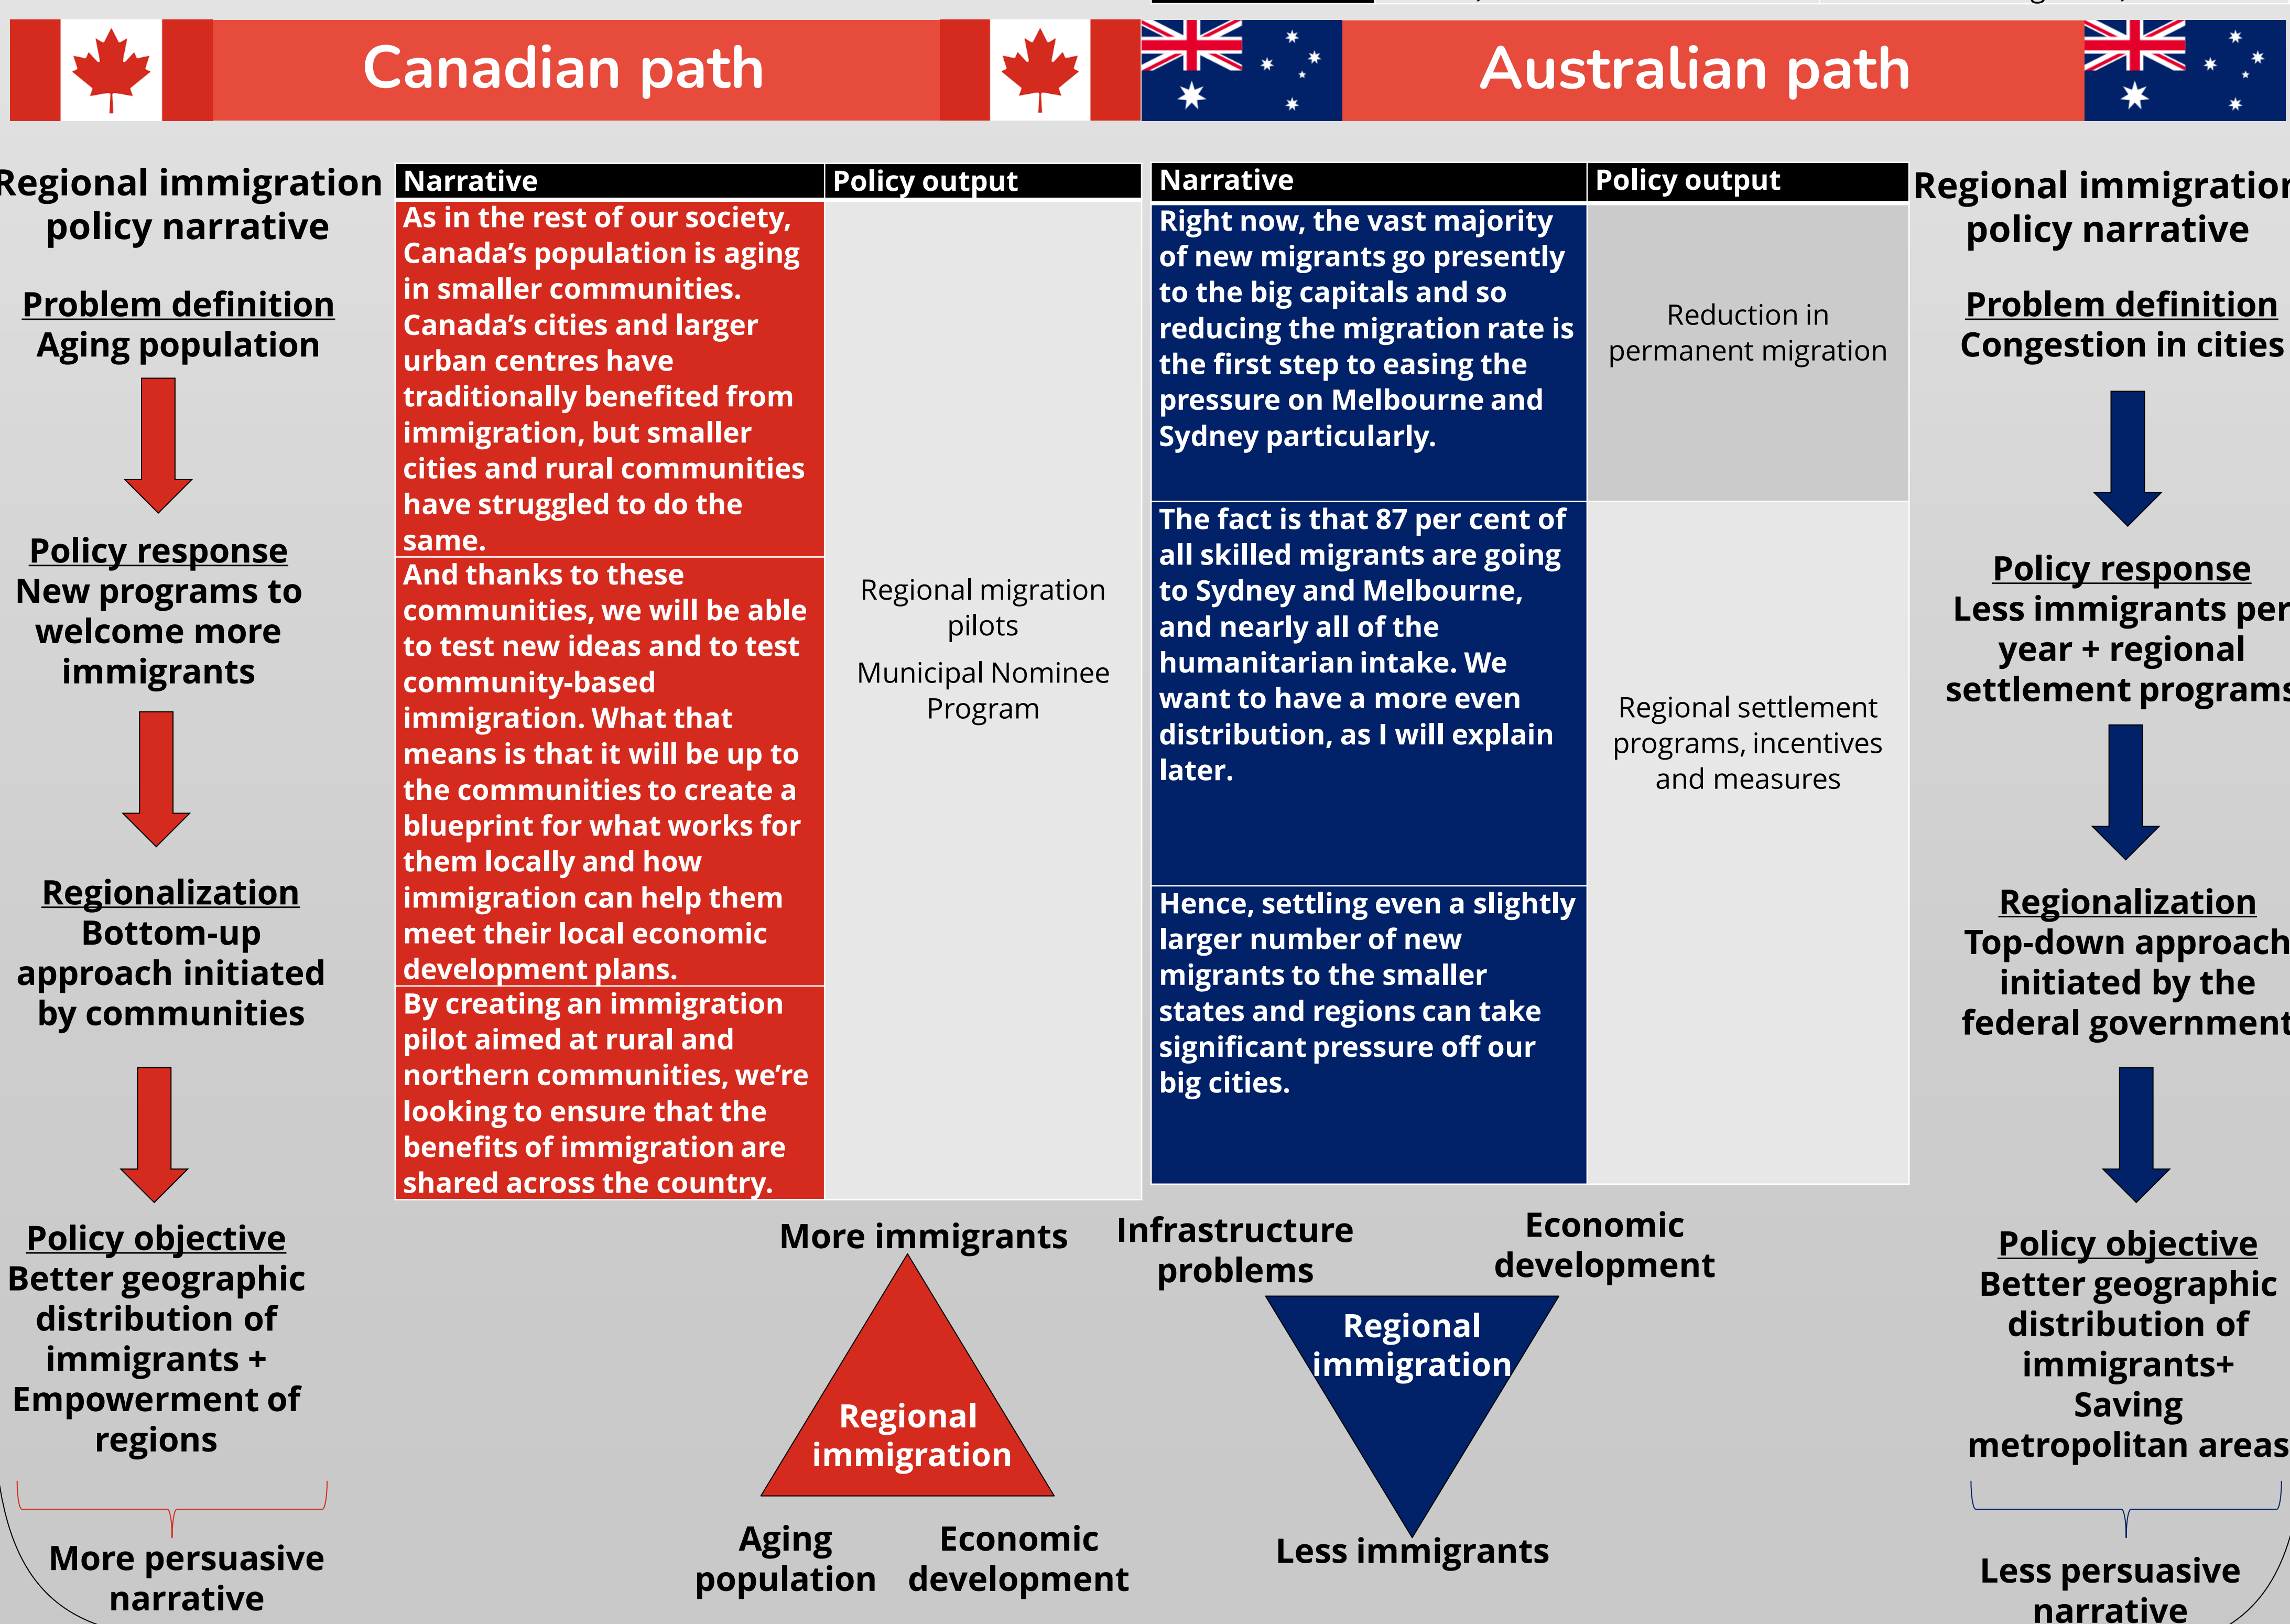 Canadian path
Australian path
Regional immigration
policy narrative
Problem definition
Aging population
Policy response
New programs to
welcome more
immigrants
Regionalization
Bottom-up
approach initiated
by communities
Policy objective
Better geographic
distribution of
immigrants +
Empowerment of
regions
More persuasive
narrative
Narrative
Policy output
As in the rest of our society,
Canada’s population is aging
in smaller communities.
Canada’s cities and larger
urban centres have
traditionally benefited from
immigration, but smaller
cities and rural communities
have struggled to do the
same.
And thanks to these
communities, we will be able
to test new ideas and to test
community-based
immigration. What that
means is that it will be up to
the communities to create a
blueprint for what works for
them locally and how
immigration can help them
meet their local economic
development plans.
By creating an immigration
pilot aimed at rural and
northern communities, we’re
looking to ensure that the
benefits of immigration are
shared across the country.
Regional migration
pilots
Municipal Nominee
Program
More immigrants
Regional
immigration
Aging
population
Economic
development
Narrative
Policy output
Right now, the vast majority
of new migrants go presently
to the big capitals and so
reducing the migration rate is
the first step to easing the
pressure on Melbourne and
Sydney particularly.
Reduction in
permanent migration
The fact is that 87 per cent of
all skilled migrants are going
to Sydney and Melbourne,
and nearly all of the
humanitarian intake. We
want to have a more even
distribution, as I will explain
later.
Hence, settling even a slightly
larger number of new
migrants to the smaller
states and regions can take
significant pressure off our
big cities.
Regional settlement
programs, incentives
and measures
Infrastructure
problems
Economic
development
Regional
immigration
Less immigrants
Regional immigration
policy narrative
Problem definition
Congestion in cities
Policy response
Less immigrants per
year + regional
settlement programs
Regionalization
Top-down approach
initiated by the
federal government
Policy objective
Better geographic
distribution of
immigrants+
Saving
metropolitan areas
Less persuasive
narrative